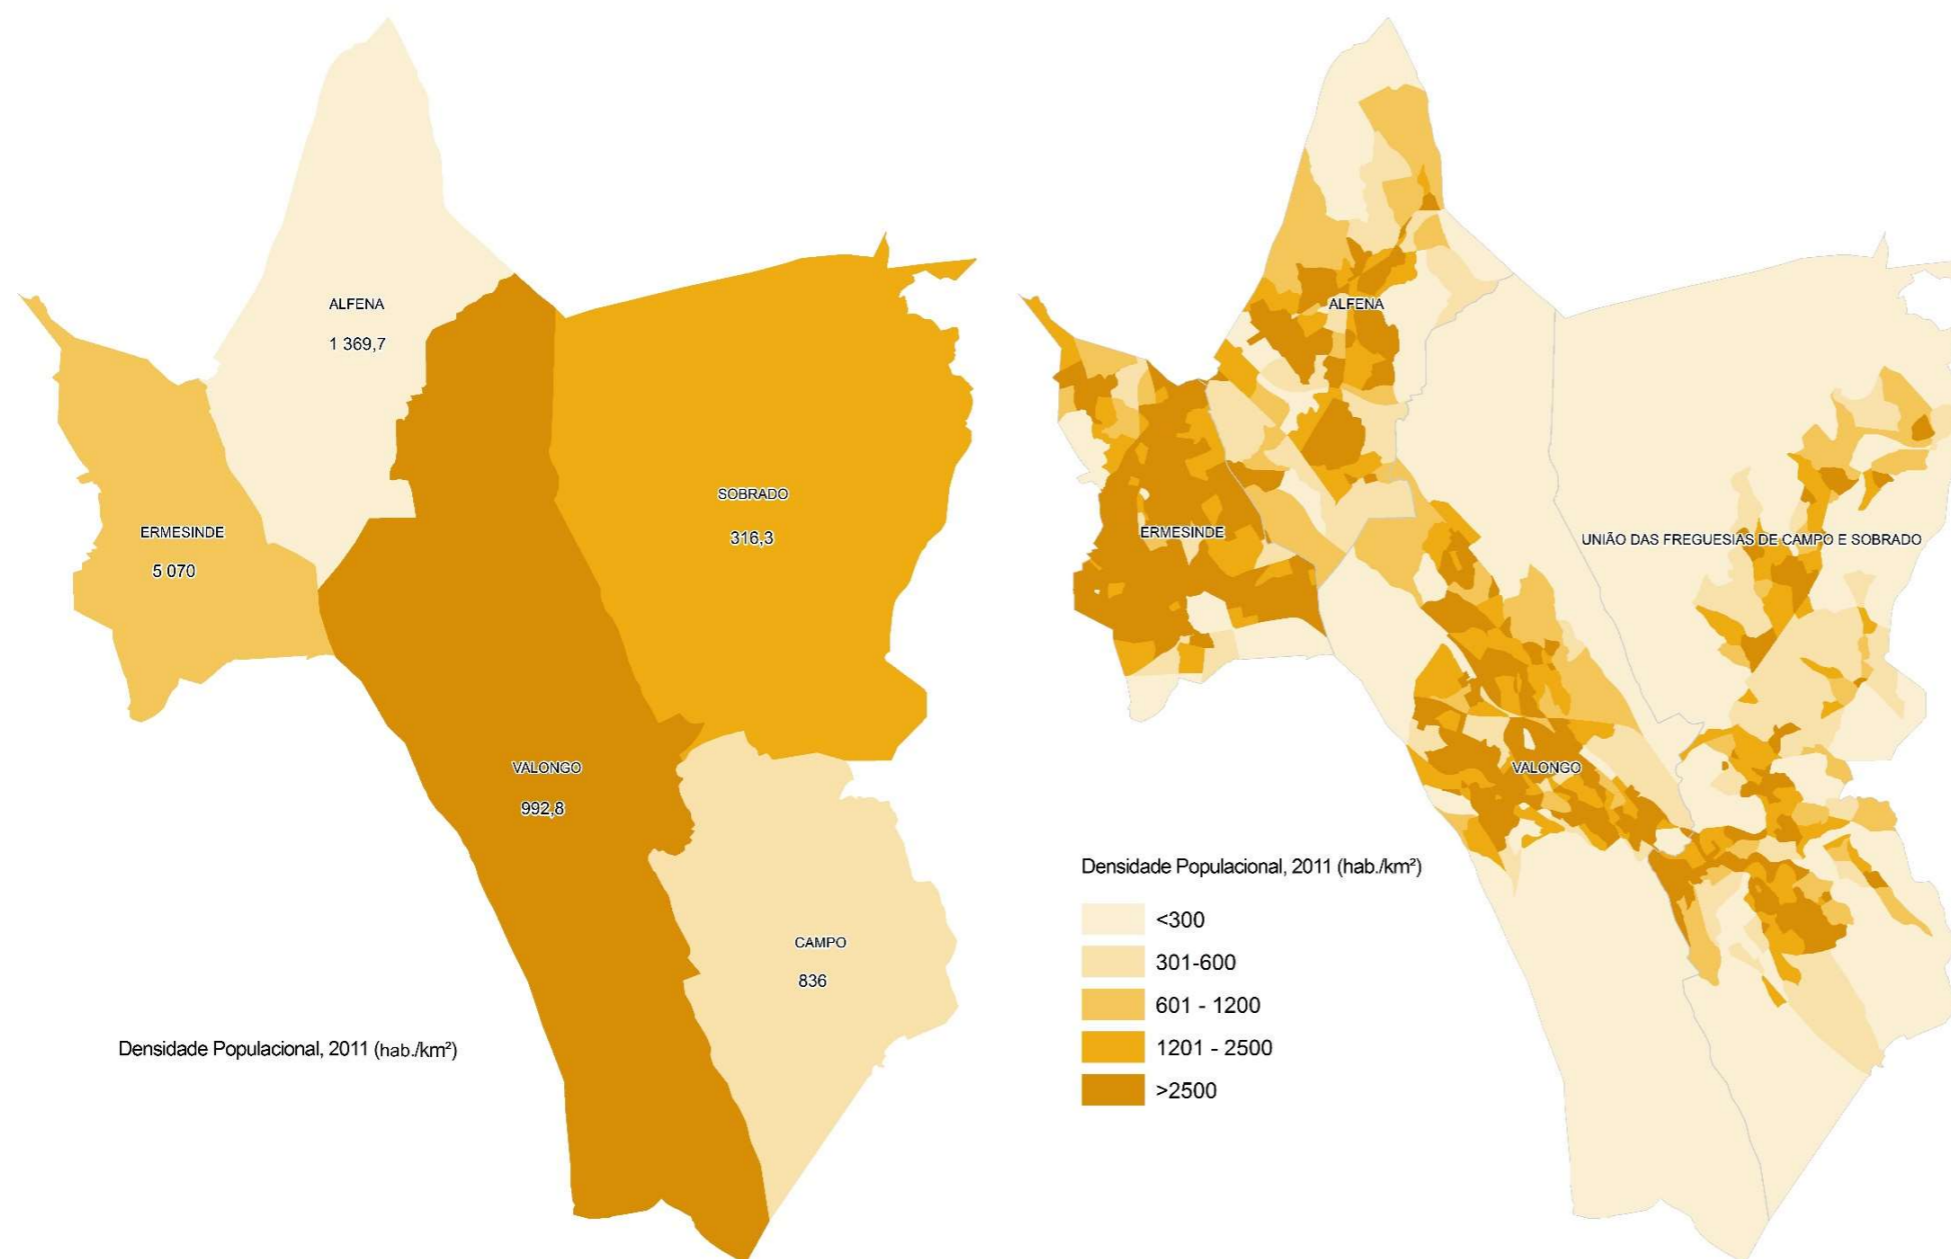 ALFENA
1 369,7
ERMESINDE
5 070
SOBRADO
316,3
VALONGO
992,8
CAMPO
836
Densidade Populacional, 2011 (hab./km²)
ALFENA
ERMESINDE
UNIÃO DAS FREGUESIAS DE CAMPO E SOBRADO
VALONGO
Densidade Populacional, 2011 (hab./km²)
<300
301-600
601 - 1200
1201 - 2500
>2500